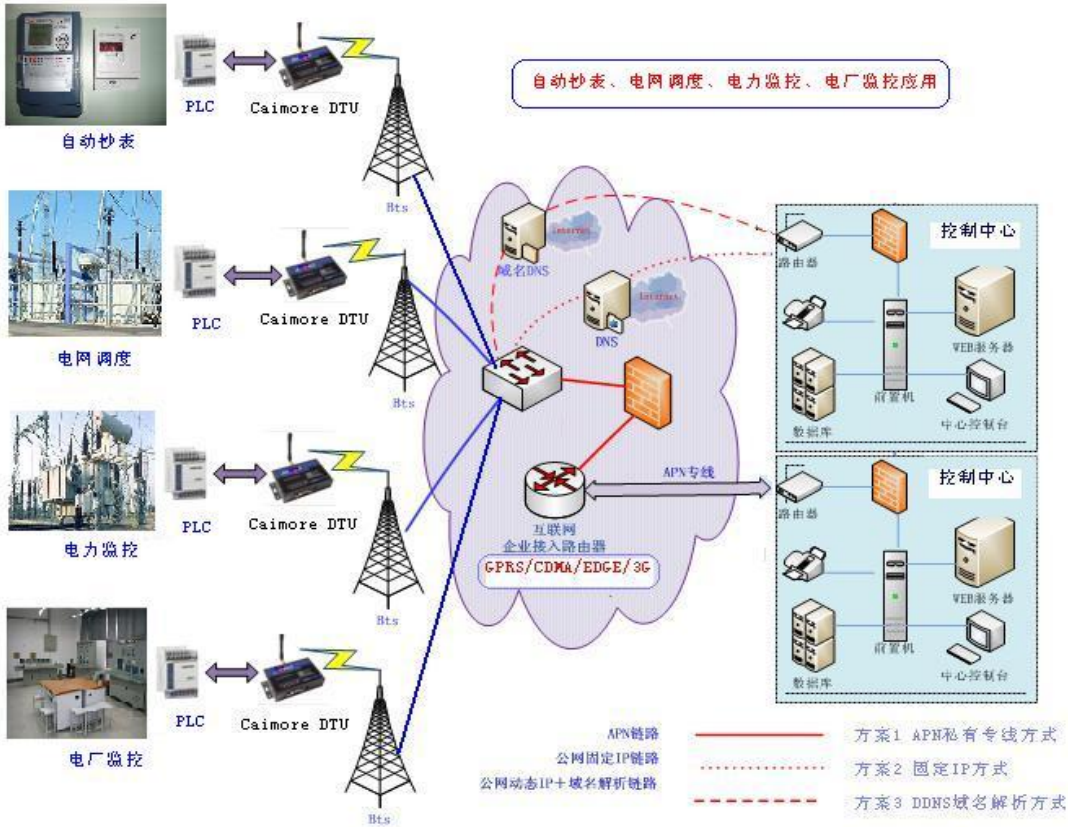 自动抄表、电网调度、电力监控、电厂监控应用
PLC
Caimore DTU
自动抄表
Bts
PLC
Caimore DTU
电网调度
Bts
PLC
Caimore DTU
电力监控
Bts
PLC
Caimore DTU
电厂监控
Bts
Internet
域名DNS
Internet
DNS
互联网
企业接入路由器
GPRS/CDMA/EDGE/3G
APN专线
控制中心
路由器
WEB服务器
前置机
数据库
中心控制台
控制中心
路由器
WEB服务器
前置机
数据库
中心控制台
APN链路
方案1 APN私有专线方式
公网固定IP链路
方案2 固定IP方式
公网动态IP+域名解析链路
方案3 DDNS域名解析方式